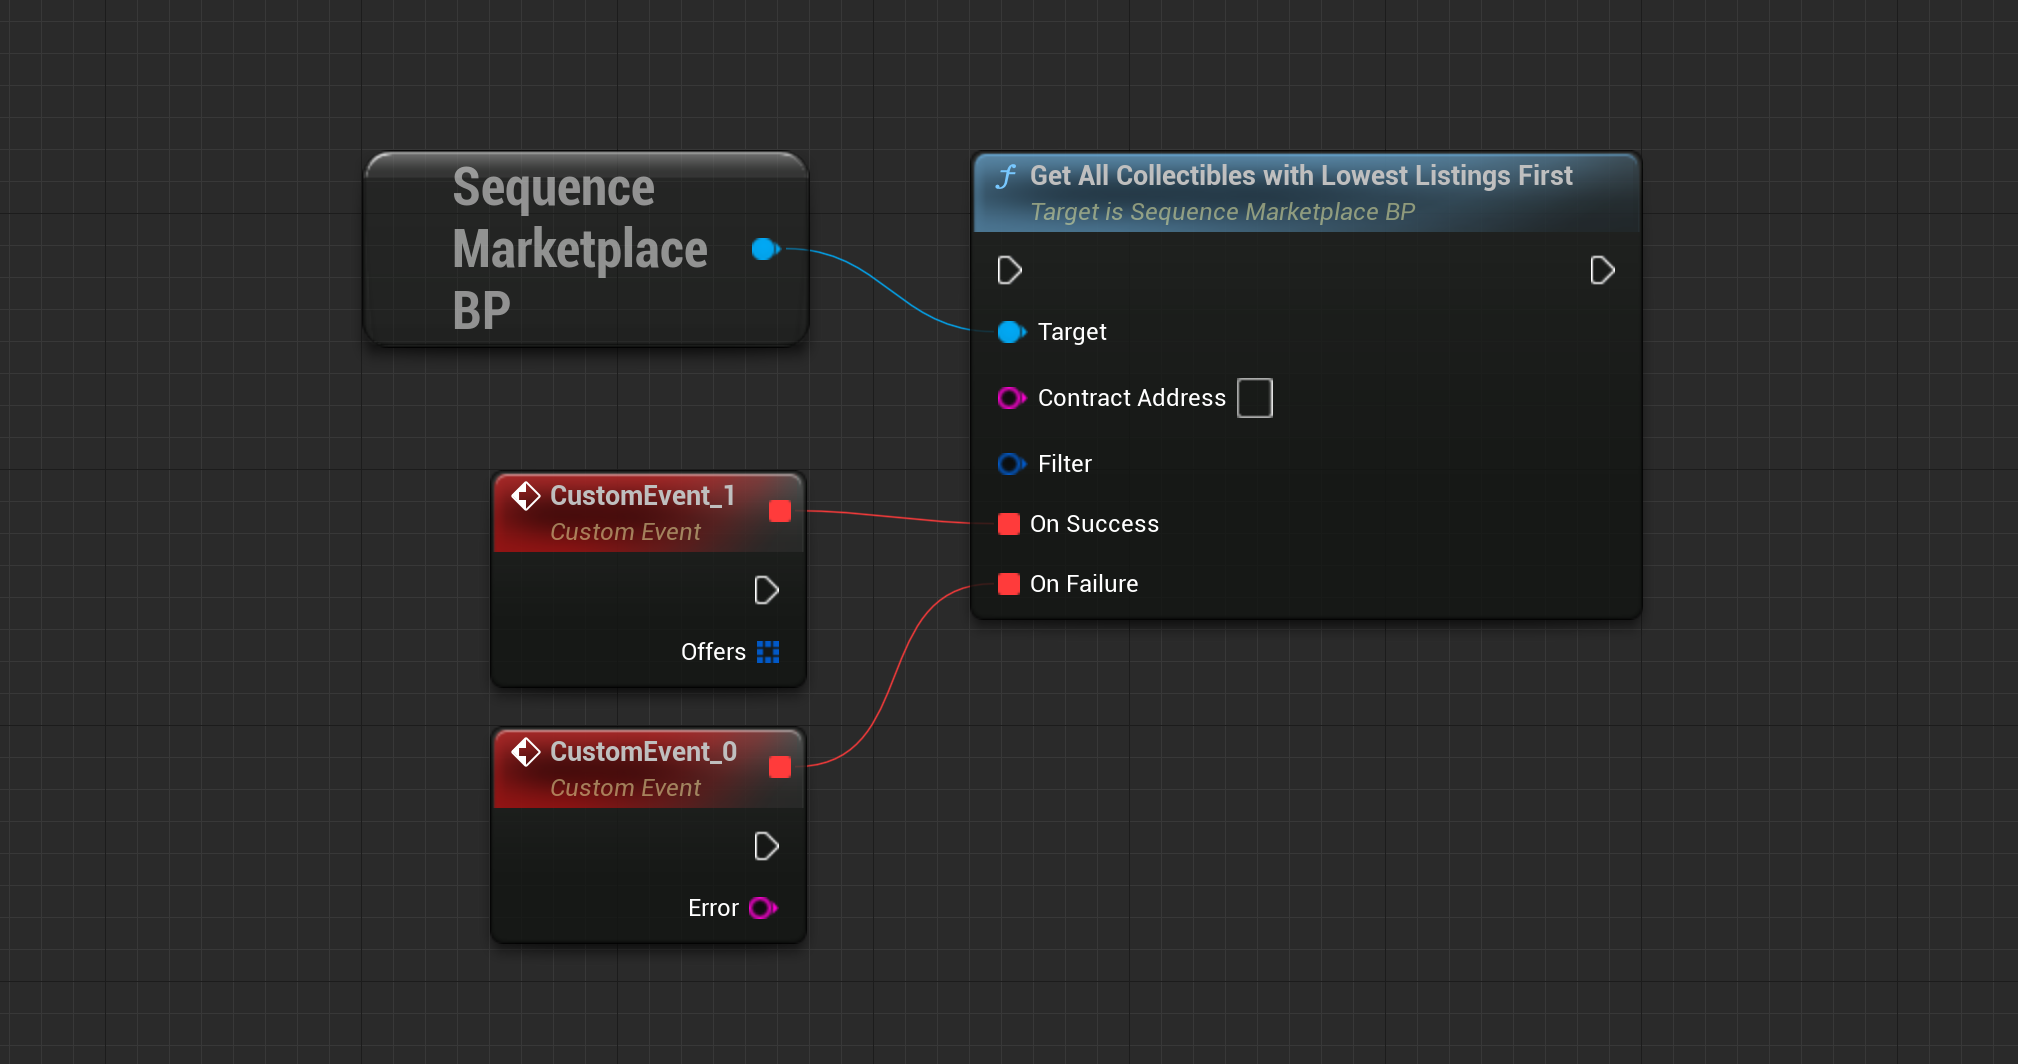 Sequence
Marketplace
BP
Get All Collectibles with Lowest Listings First
Target is Sequence Marketplace BP
Target
Contract Address
Filter
On Success
On Failure
CustomEvent_1
Custom Event
Offers
CustomEvent_0
Custom Event
Error